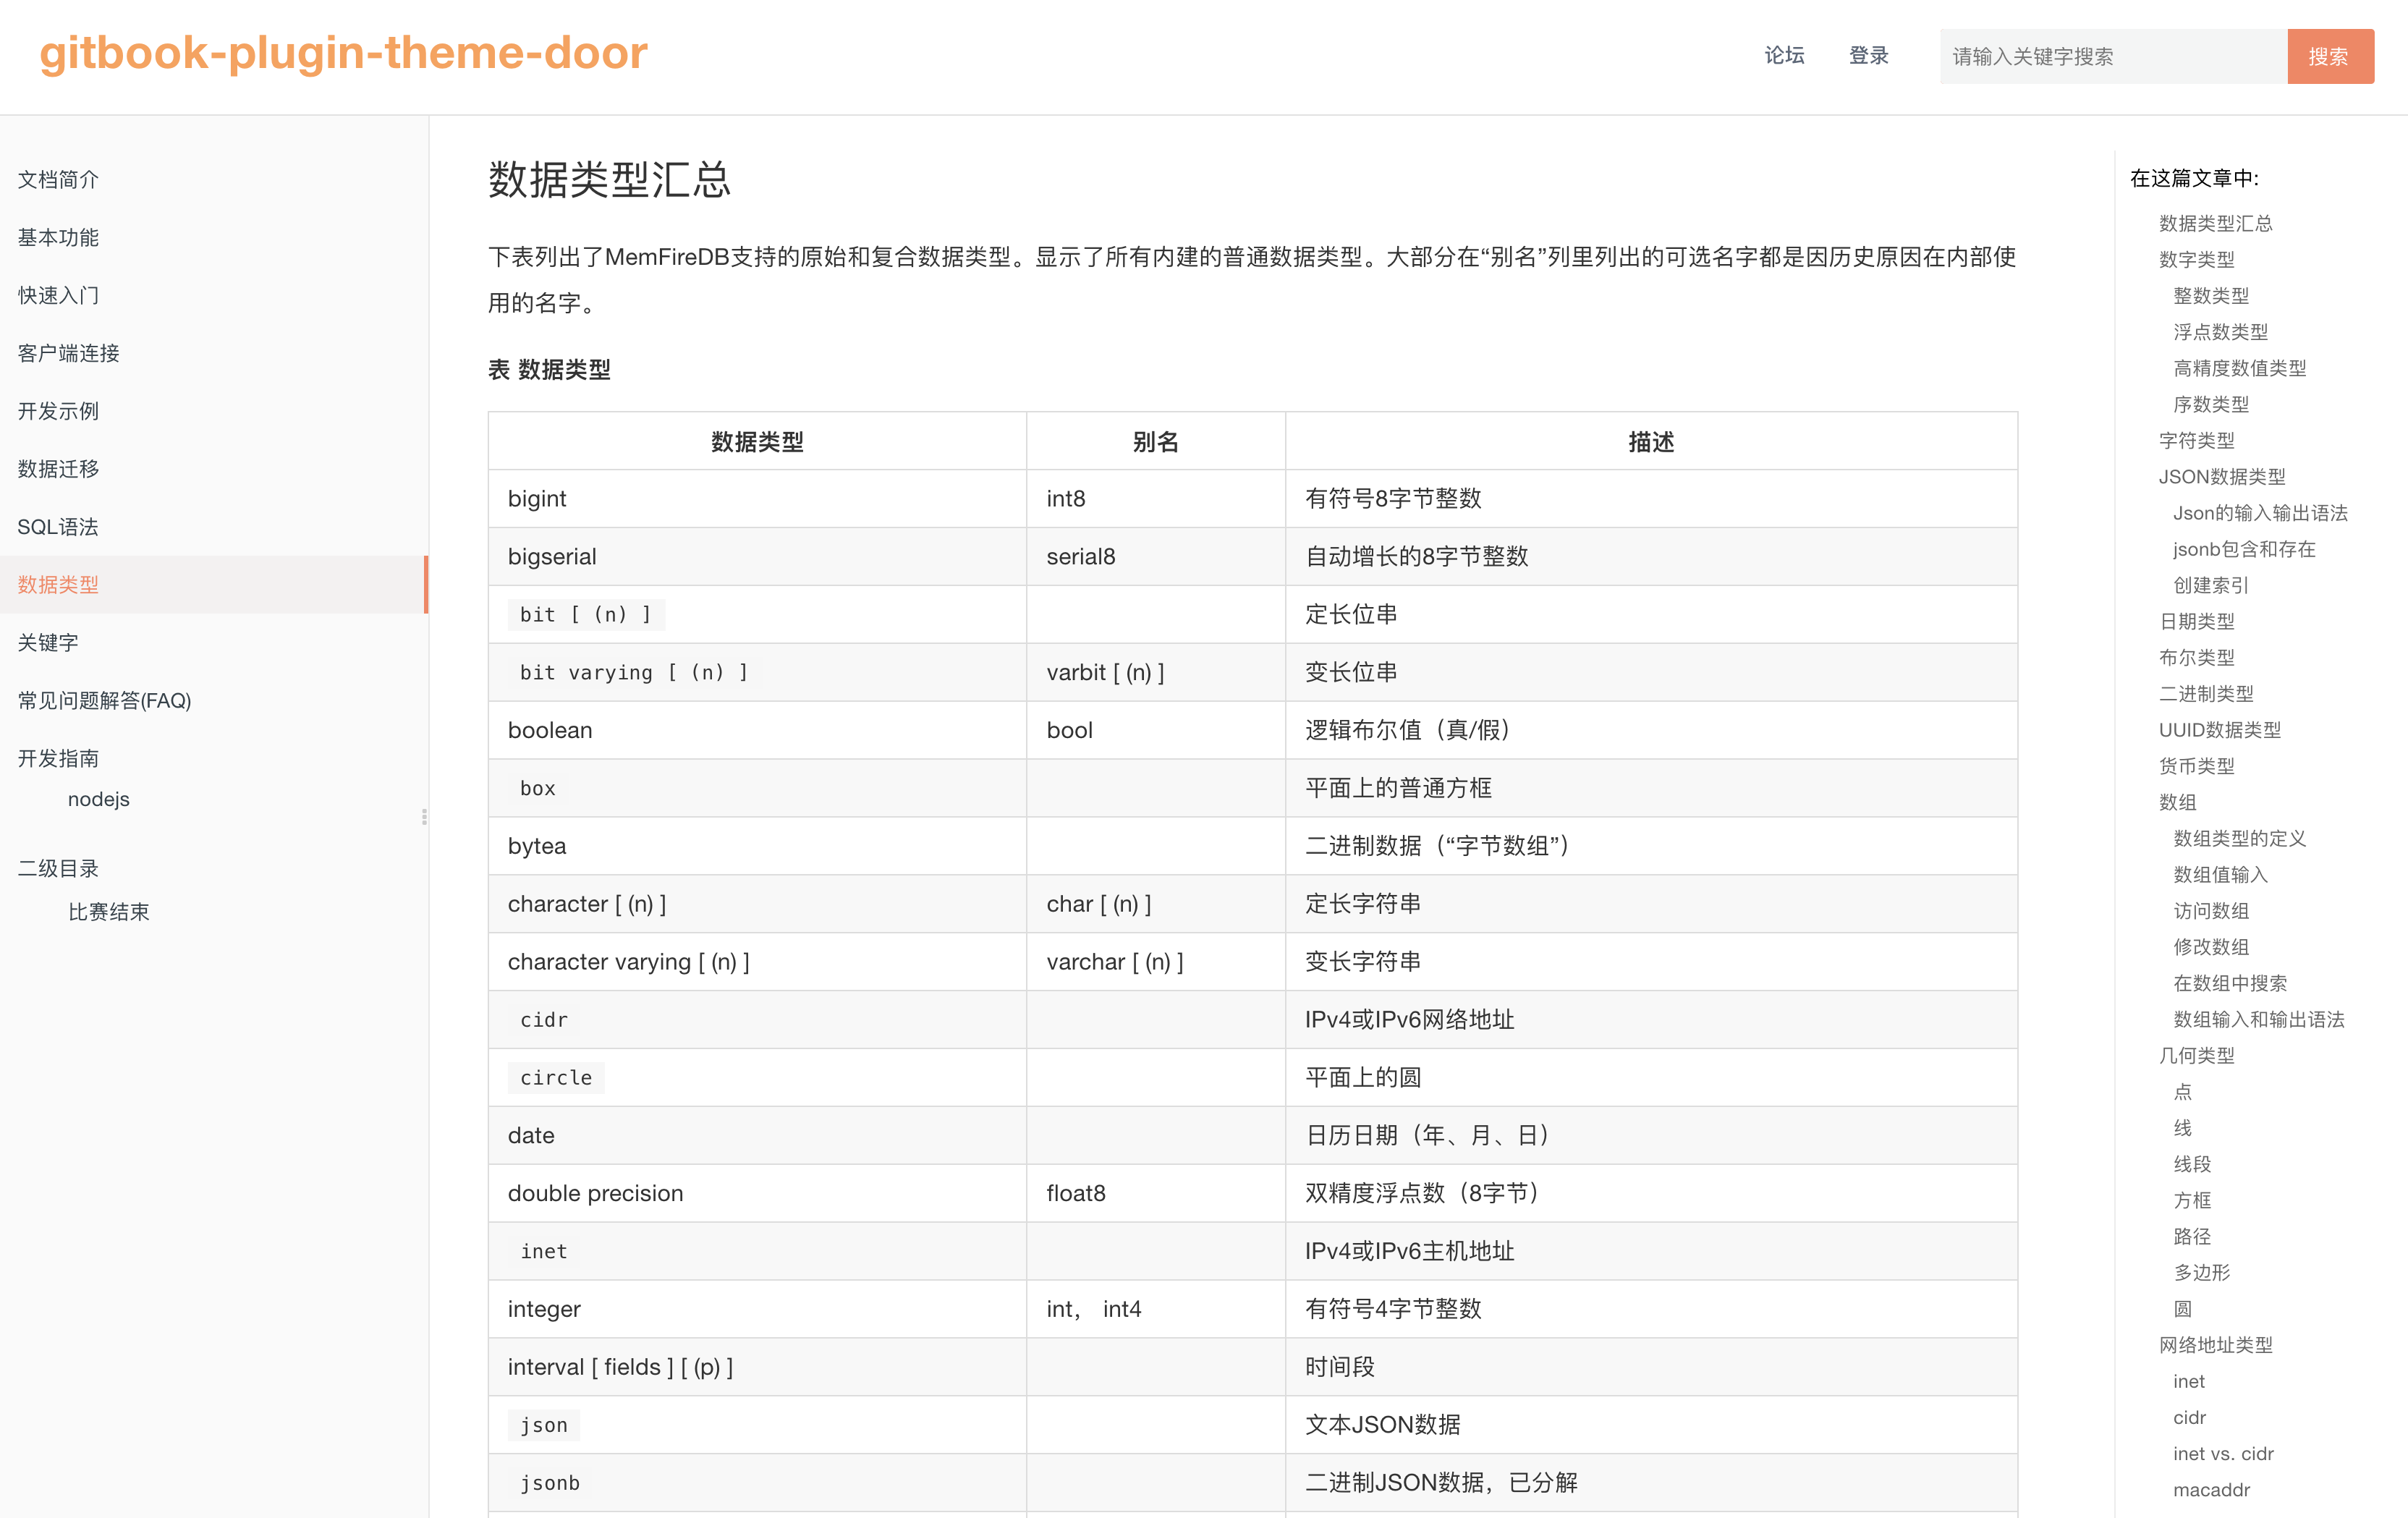 gitbook-plugin-theme-door
论坛
登录
请输入关键字搜索
搜索
文档简介
基本功能
快速入门
客户端连接
开发示例
数据迁移
SQL语法
数据类型
关键字
常见问题解答(FAQ)
开发指南
nodejs
二级目录
比赛结束
数据类型汇总
下表列出了MemFireDB支持的原始和复合数据类型。显示了所有内建的普通数据类型。大部分在“别名”列里列出的可选名字都是因历史原因在内部使
用的名字。
表 数据类型
数据类型 别名 描述
bigint int8 有符号8字节整数
bigserial serial8 自动增长的8字节整数
bit [ (n) ] 定长位串
bit varying [ (n) ] varbit [ (n) ] 变长位串
boolean bool 逻辑布尔值（真/假）
box 平面上的普通方框
bytea 二进制数据（“字节数组”）
character [ (n) ] char [ (n) ] 定长字符串
character varying [ (n) ] varchar [ (n) ] 变长字符串
cidr IPv4或IPv6网络地址
circle 平面上的圆
date 日历日期（年、月、日）
double precision float8 双精度浮点数（8字节）
inet IPv4或IPv6主机地址
integer int， int4 有符号4字节整数
interval [ fields ] [ (p) ] 时间段
json 文本JSON数据
jsonb 二进制JSON数据，已分解
在这篇文章中:
数据类型汇总
数字类型
整数类型
浮点数类型
高精度数值类型
序数类型
字符类型
JSON数据类型
Json的输入输出语法
jsonb包含和存在
创建索引
日期类型
布尔类型
二进制类型
UUID数据类型
货币类型
数组
数组类型的定义
数组值输入
访问数组
修改数组
在数组中搜索
数组输入和输出语法
几何类型
点
线
线段
方框
路径
多边形
圆
网络地址类型
inet
cidr
inet vs. cidr
macaddr